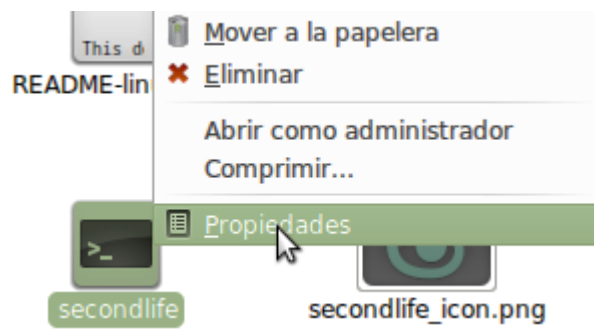 Mover a la papelera
This d
README-lin
Eliminar
Abrir como administrador
Comprimir...
Propiedades
>_
secondlife
secondlife_icon.png